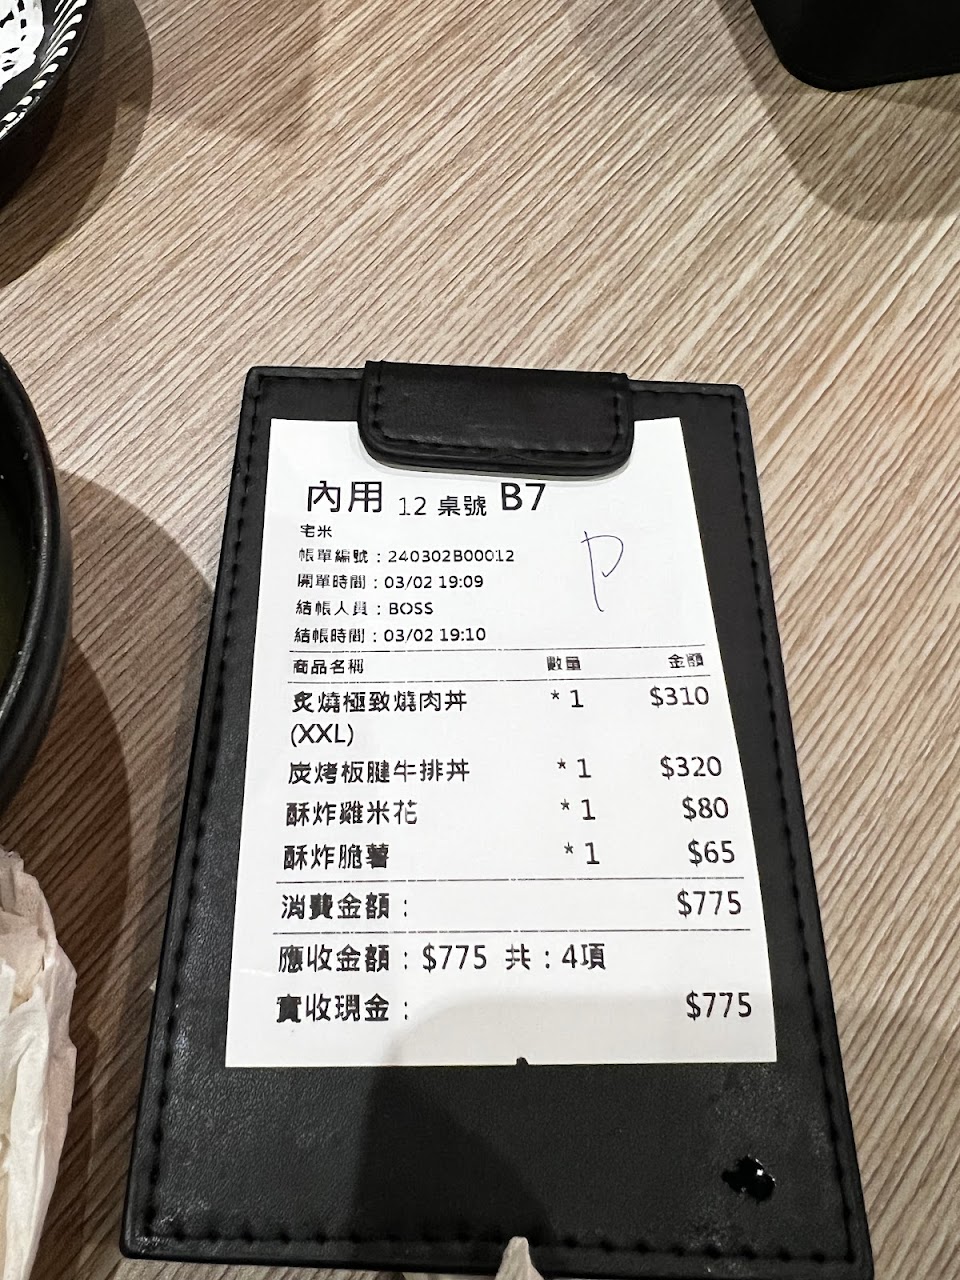 內用 12 桌號 B7
宅米
帳單編號：240302B00012
開單時間：03/02 19:09
結帳人員：BOSS
結帳時間：03/02 19:10
商品名稱 數量 金額
炙燒極致燒肉丼 *1 $310
(XXL)
炭烤板腱牛排丼 *1 $320
酥炸雞米花 *1 $80
酥炸脆薯 *1 $65
消費金額： $775
應收金額：$775 共：4項
實收現金： $775